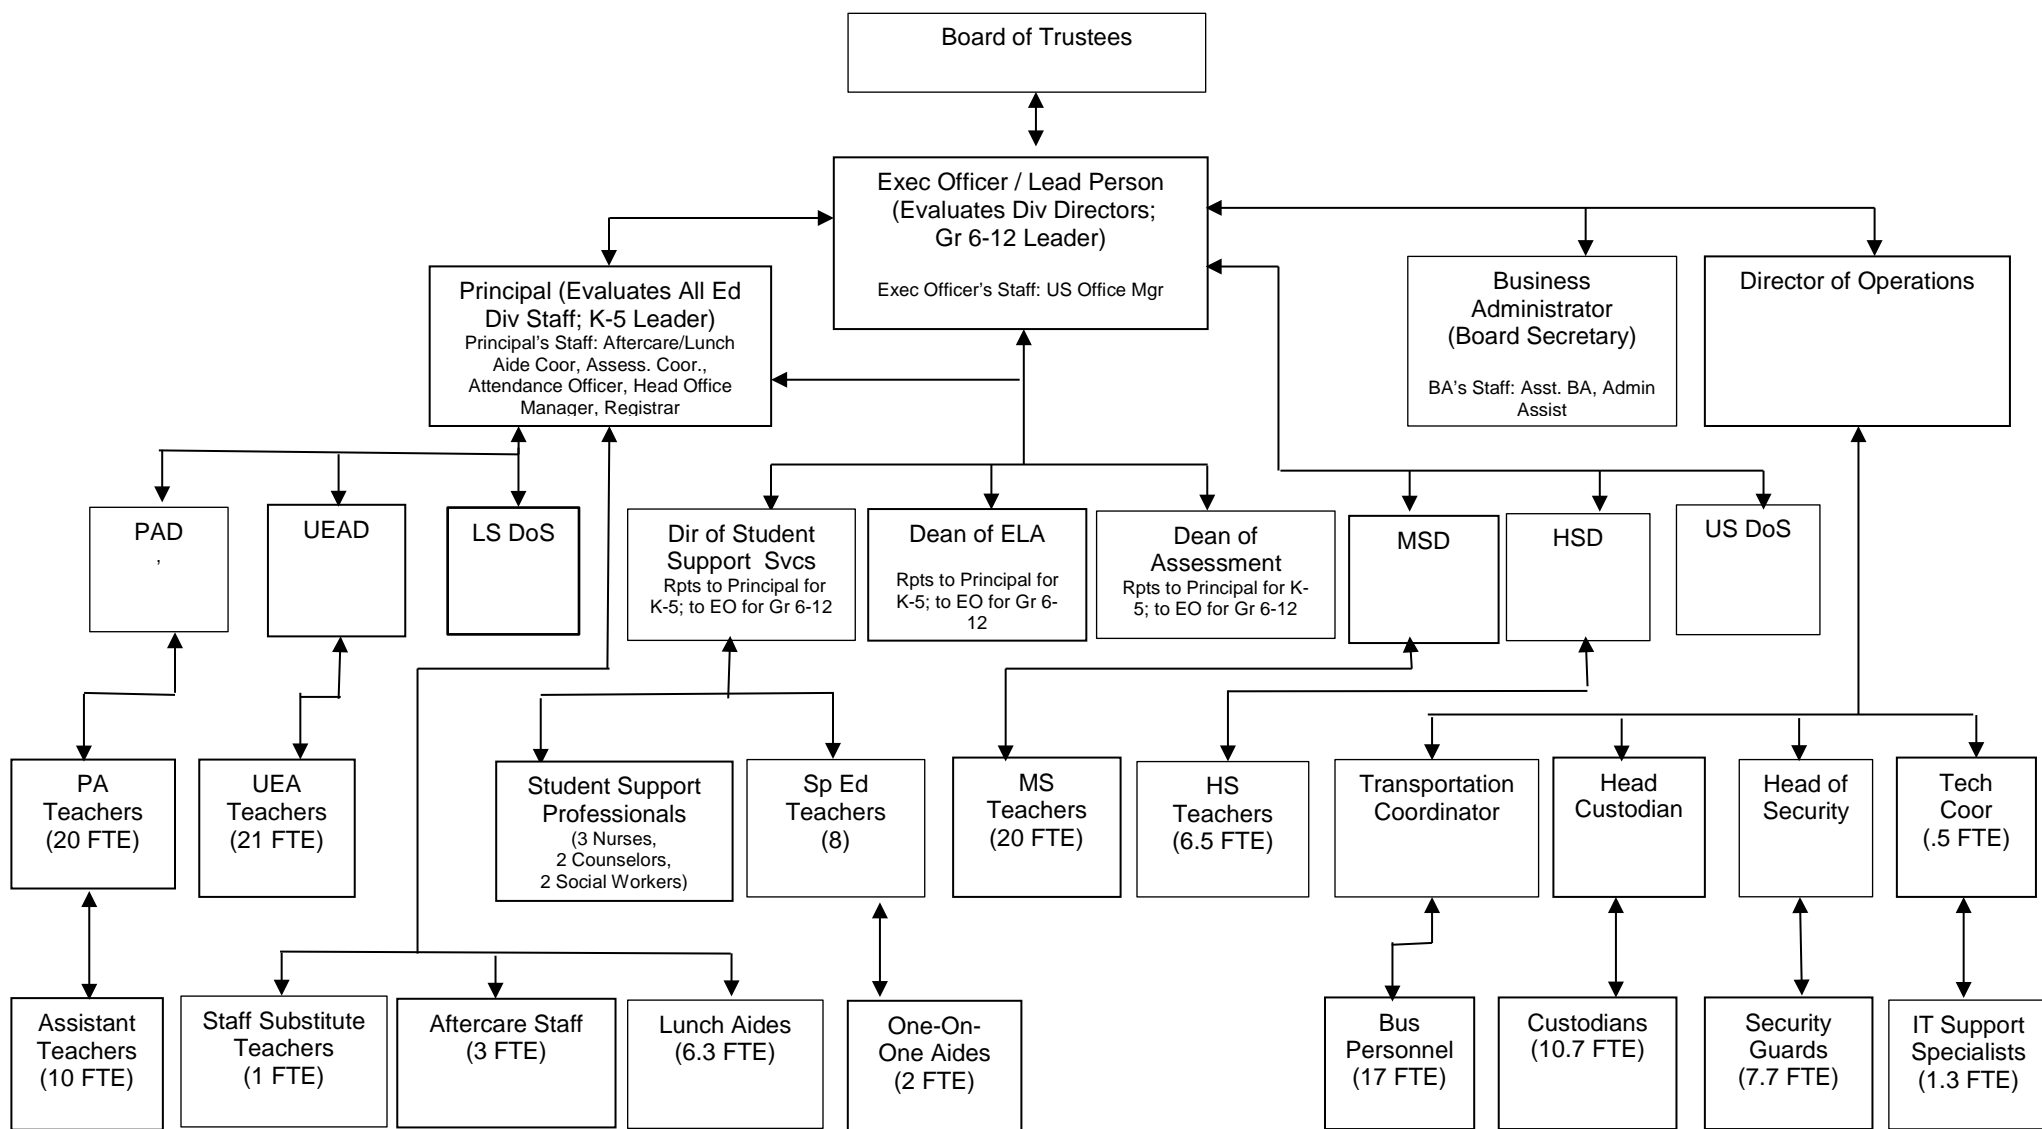 Board of Trustees
Exec Officer / Lead Person
(Evaluates Div Directors;
Gr 6-12 Leader)
Exec Officer's Staff: US Office Mgr
Principal (Evaluates All Ed
Div Staff; K-5 Leader)
Principal's Staff: Aftercare/Lunch
Aide Coor, Assess. Coor.,
Attendance Officer, Head Office
Manager, Registrar
Business
Administrator
(Board Secretary)
BA's Staff: Asst. BA, Admin
Assist
Director of Operations
PAD
,
UEAD
LS DoS
Dir of Student
Support Svcs
Rpts to Principal for
K-5; to EO for Gr 6-12
Dean of ELA
Rpts to Principal for
K-5; to EO for Gr 6-
12
Dean of
Assessment
Rpts to Principal for K-
5; to EO for Gr 6-12
MSD
HSD
US DoS
PA
Teachers
(20 FTE)
UEA
Teachers
(21 FTE)
Student Support
Professionals
(3 Nurses,
2 Counselors,
2 Social Workers)
Sp Ed
Teachers
(8)
MS
Teachers
(20 FTE)
HS
Teachers
(6.5 FTE)
Transportation
Coordinator
Head
Custodian
Head of
Security
Tech
Coor
(.5 FTE)
Assistant
Teachers
(10 FTE)
Staff Substitute
Teachers
(1 FTE)
Aftercare Staff
(3 FTE)
Lunch Aides
(6.3 FTE)
One-On-
One Aides
(2 FTE)
Bus
Personnel
(17 FTE)
Custodians
(10.7 FTE)
Security
Guards
(7.7 FTE)
IT Support
Specialists
(1.3 FTE)